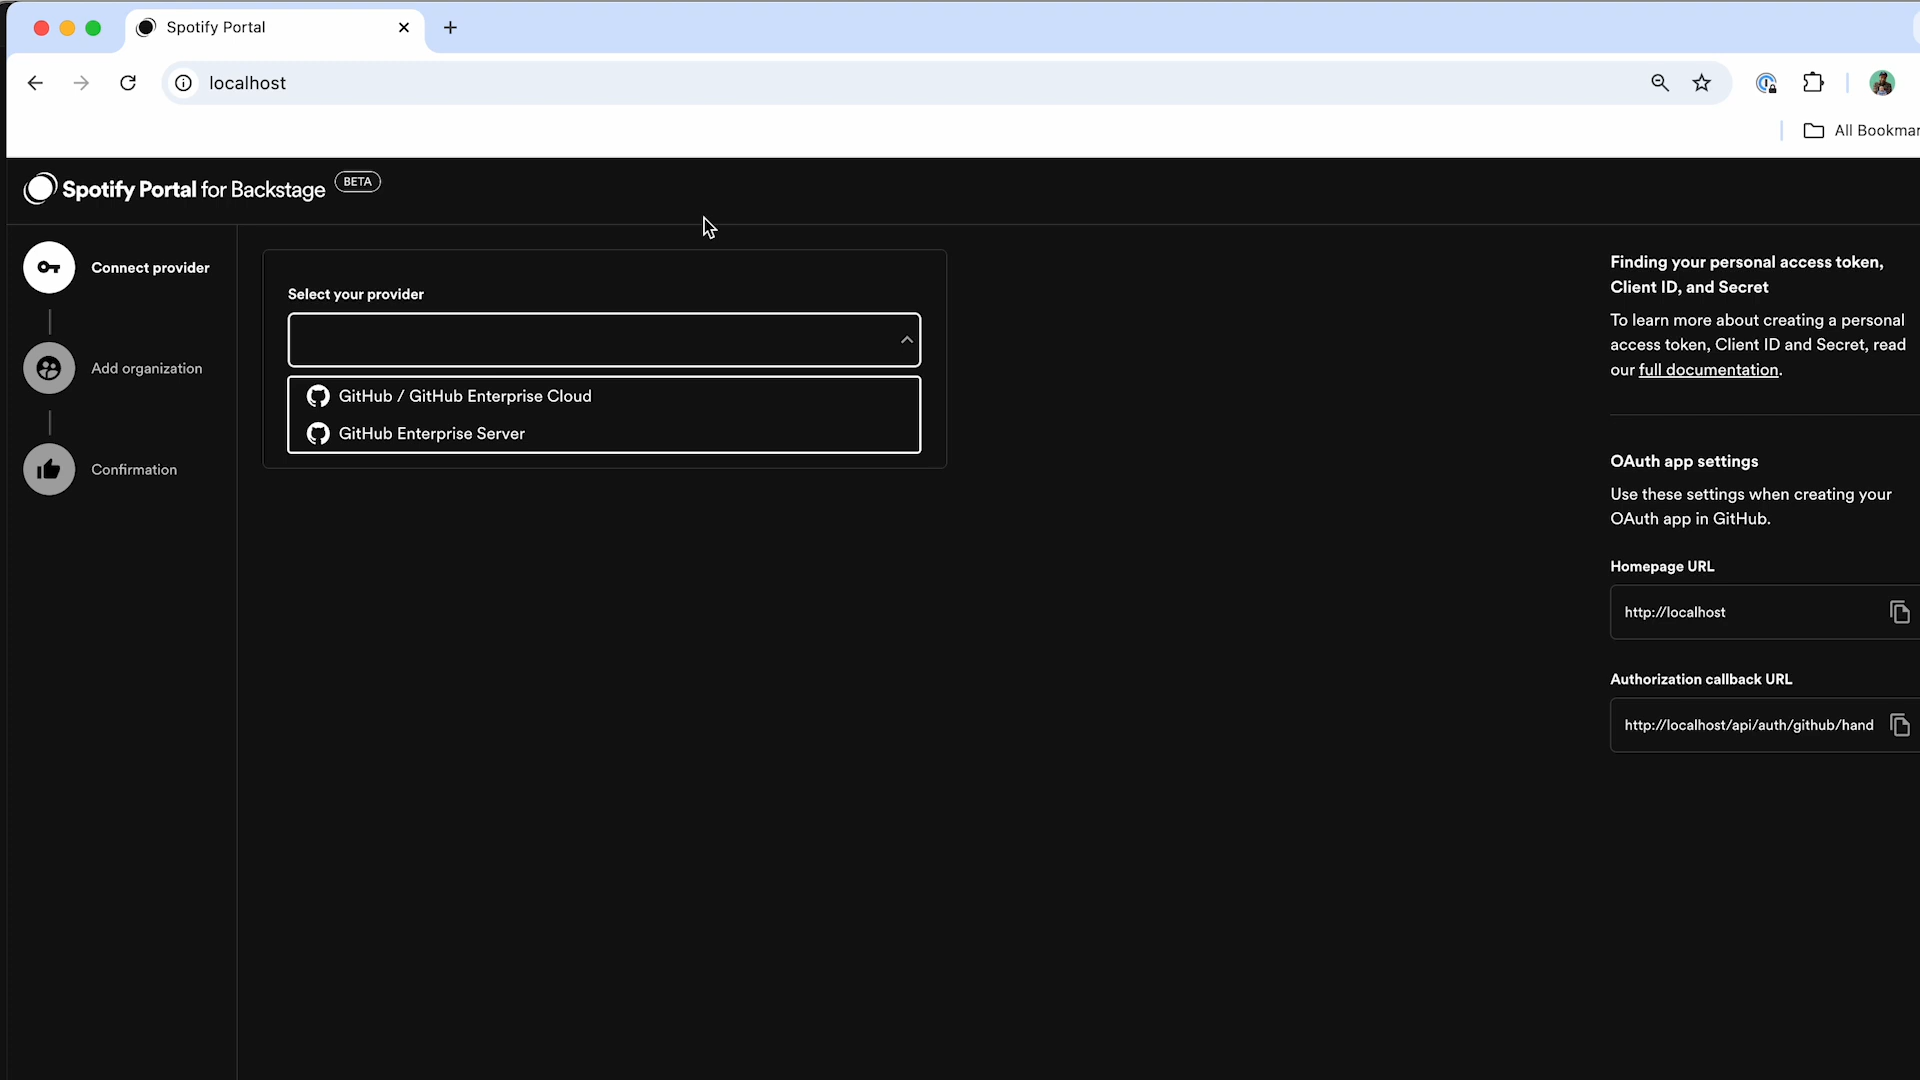 Spotify Portal
localhost
All Bookmar
Spotify Portal for Backstage BETA
Connect provider
Add organization
Confirmation
Select your provider
GitHub / GitHub Enterprise Cloud
GitHub Enterprise Server
Finding your personal access token,
Client ID, and Secret
To learn more about creating a personal
access token, Client ID and Secret, read
our full documentation.
OAuth app settings
Use these settings when creating your
OAuth app in GitHub.
Homepage URL
http://localhost
Authorization callback URL
http://localhost/api/auth/github/hand